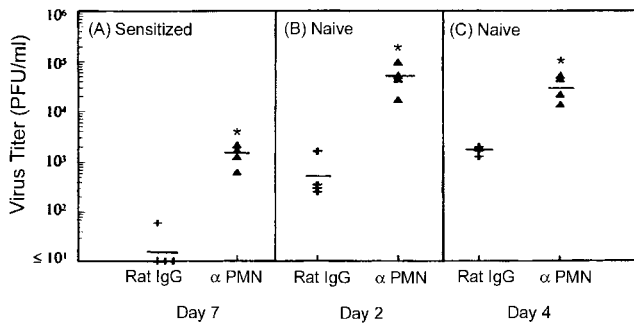 (A) Sensitized
(B) Naive
(C) Naive
Virus Titer (PFU/ml)
10⁶
10⁵
10⁴
10³
10²
≤ 10¹
*
*
*
Rat IgG
α PMN
Rat IgG
α PMN
Rat IgG
α PMN
Day 7
Day 2
Day 4